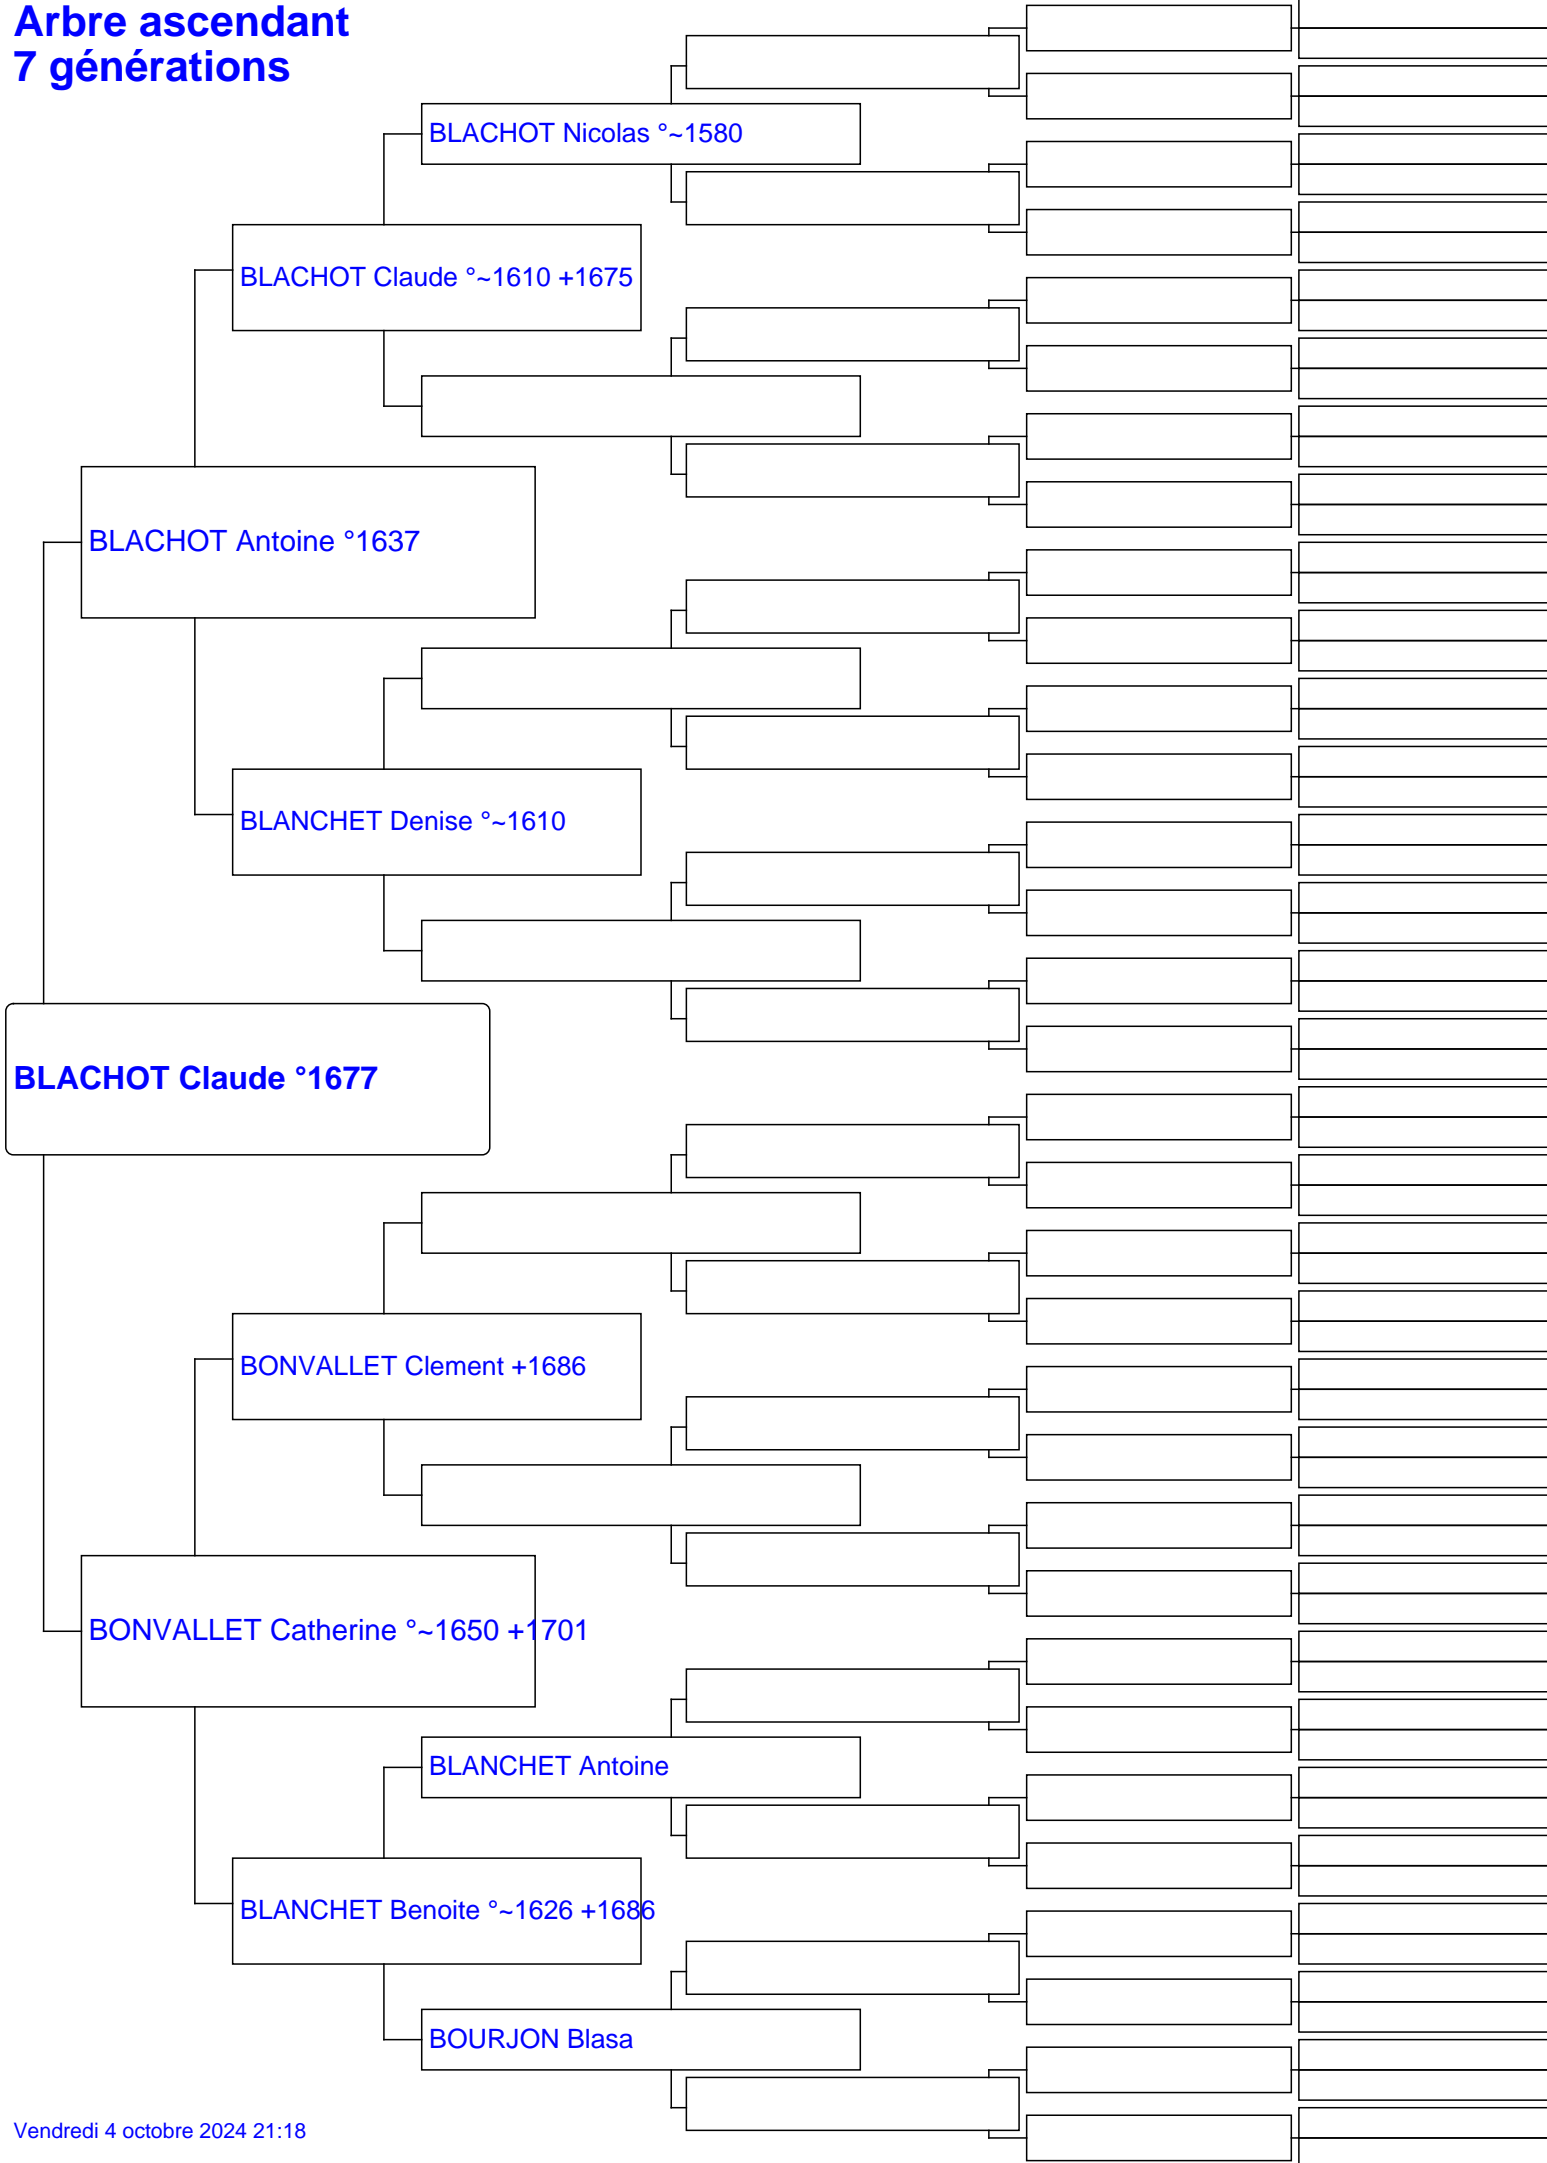 Arbre ascendant
7 générations
BLACHOT Nicolas °~1580
BLACHOT Claude °~1610 +1675
BLACHOT Antoine °1637
BLANCHET Denise °~1610
BLACHOT Claude °1677
BONVALLET Clement +1686
BONVALLET Catherine °~1650 +1701
BLANCHET Antoine
BLANCHET Benoite °~1626 +1686
BOURJON Blasa
Vendredi 4 octobre 2024 21:18